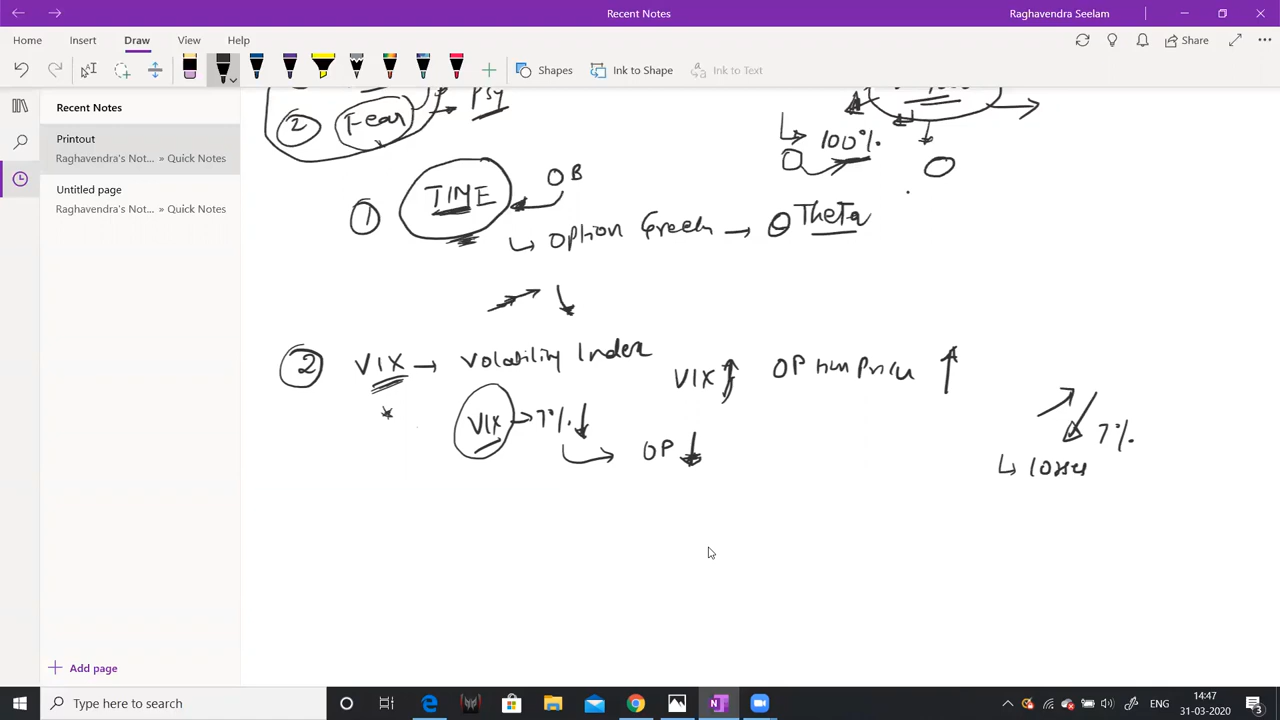 Recent Notes
Raghavendra Seelam
Home Insert Draw View Help
Share
Shapes
Ink to Shape
Ink to Text
Recent Notes
Printout
Raghavendra's Not... » Quick Notes
Untitled page
Raghavendra's Not... » Quick Notes
2 Fear → Psy
100%.
1 TIME OB
Option Greek → θ Theta
2 VIX → Volatility Index
VIX ↑ Option Price ↑
VIX → 7%. ↓
OP ↓
7%.
losses
Add page
Type here to search
ENG
14:47
31-03-2020
3